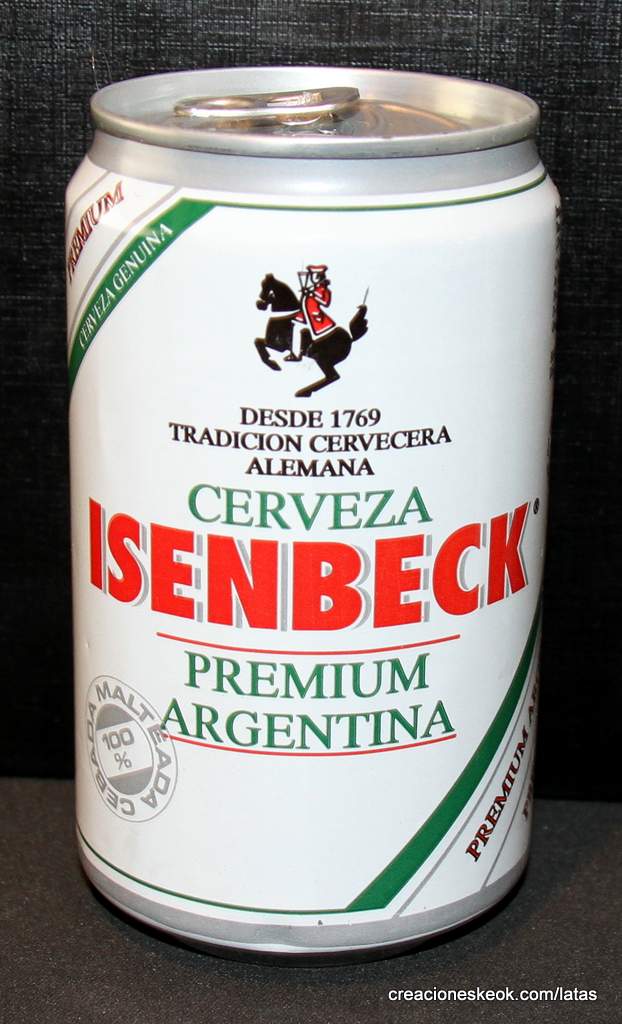 PREMIUM
CERVEZA GENUINA
DESDE 1769
TRADICION CERVECERA
ALEMANA
CERVEZA
ISENBECK®
PREMIUM
ARGENTINA
CEBADA MALTEADA
100
%
PREMIUM
creacioneskeok.com/latas